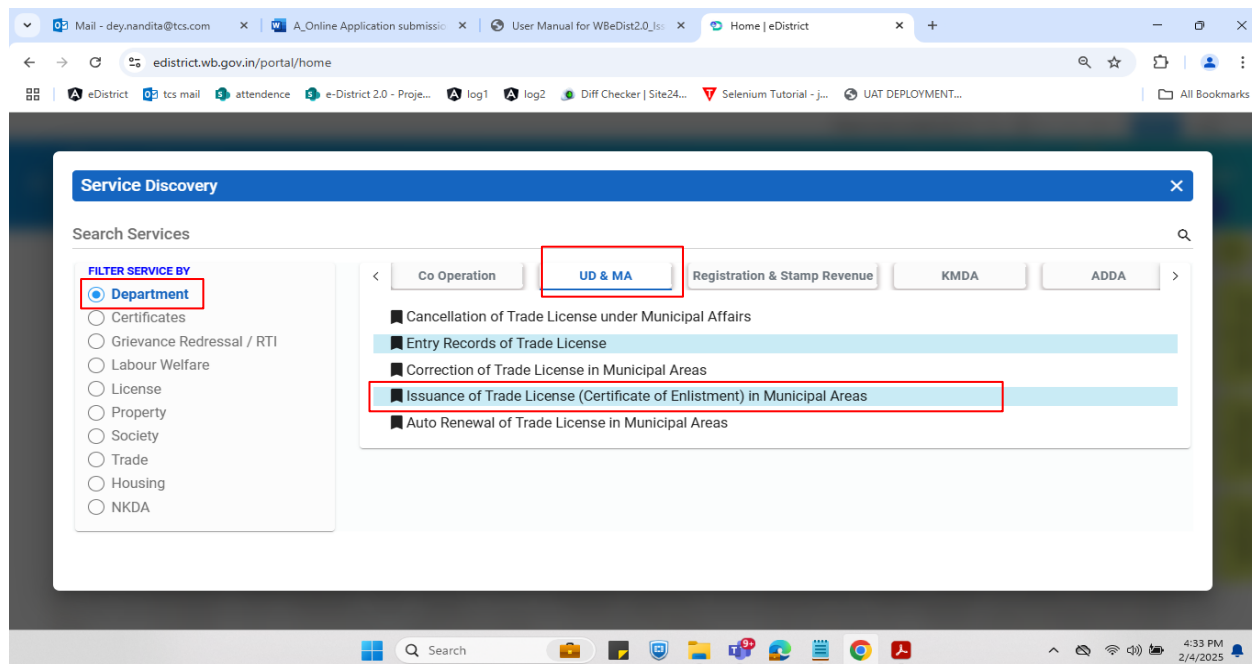 Mail - dey.nandita@tcs.com
A_Online Application submissio
User Manual for WBeDist2.0_Iss
Home | eDistrict
edistrict.wb.gov.in/portal/home
eDistrict
tcs mail
attendence
e-District 2.0 - Proje...
log1
log2
Diff Checker | Site24...
Selenium Tutorial - j...
UAT DEPLOYMENT...
All Bookmarks
Service Discovery
Search Services
FILTER SERVICE BY
Department
Certificates
Grievance Redressal / RTI
Labour Welfare
License
Property
Society
Trade
Housing
NKDA
Co Operation
UD & MA
Registration & Stamp Revenue
KMDA
ADDA
Cancellation of Trade License under Municipal Affairs
Entry Records of Trade License
Correction of Trade License in Municipal Areas
Issuance of Trade License (Certificate of Enlistment) in Municipal Areas
Auto Renewal of Trade License in Municipal Areas
Search
9+
4:33 PM
2/4/2025